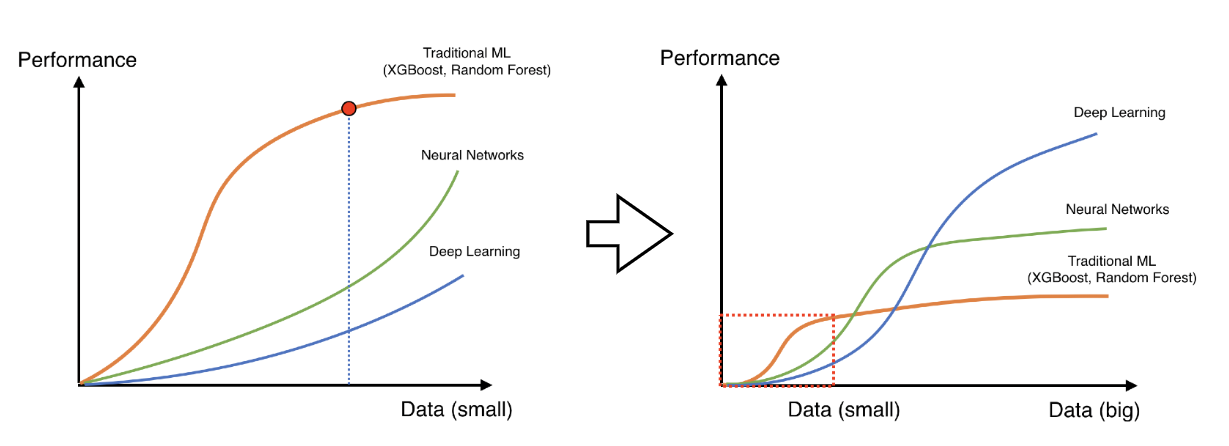 Performance
Traditional ML
(XGBoost, Random Forest)
Neural Networks
Deep Learning
Data (small)
Performance
Deep Learning
Neural Networks
Traditional ML
(XGBoost, Random Forest)
Data (small)
Data (big)